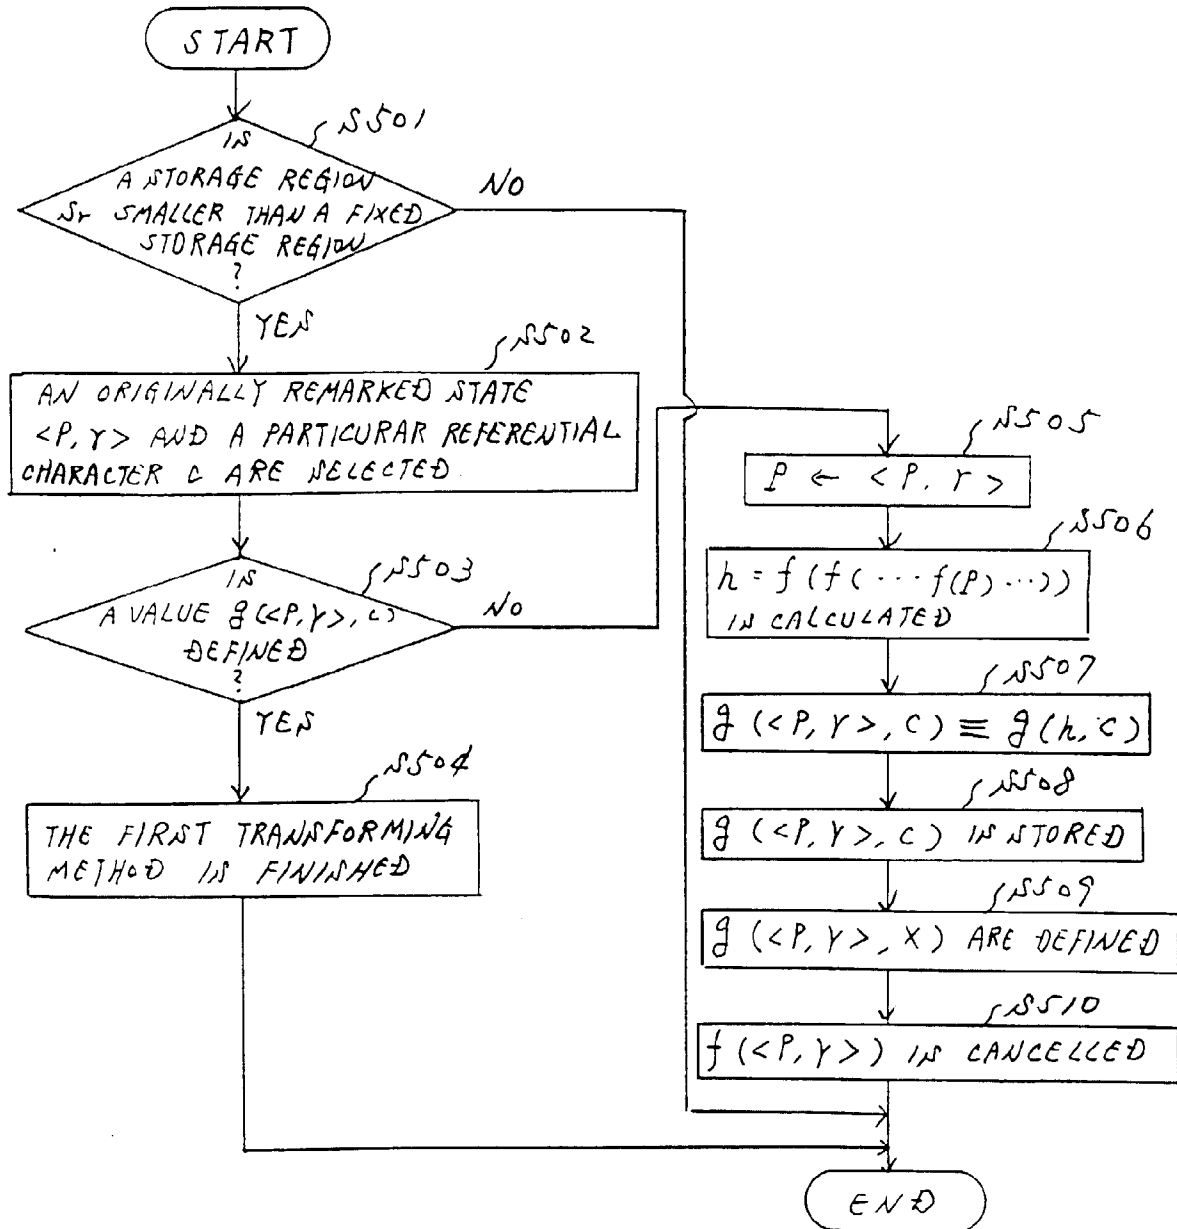 START
S501
IS
A STORAGE REGION
Sr SMALLER THAN A FIXED
STORAGE REGION
?
NO
YES
S502
AN ORIGINALLY REMARKED STATE
<P, r> AND A PARTICURAR REFERENTIAL
CHARACTER C ARE SELECTED
S503
IS
A VALUE g(<P, r>, c)
DEFINED
?
NO
YES
S504
THE FIRST TRANSFORMING
METHOD IS FINISHED
S505
P ← <P, r>
S506
h = f(f(···f(P)···))
IS CALCULATED
S507
g (<P, r>, C) ≡ g(h, c)
S508
g (<P, r>, C) IS STORED
S509
g (<P, r>, X) ARE DEFINED
S510
f (<P, r>) IS CANCELLED
END